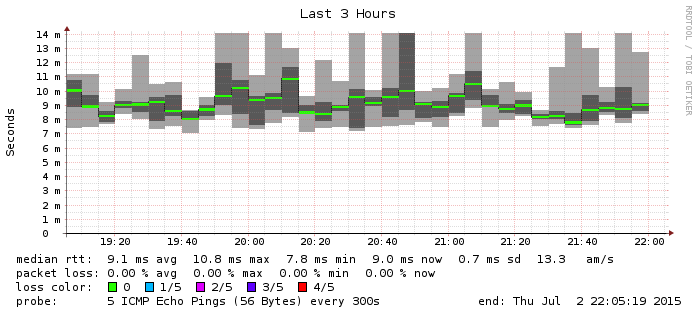 Last 3 Hours
RRDTOOL / TOBI OETIKER
Seconds
14 m
13 m
12 m
11 m
10 m
9 m
8 m
7 m
6 m
5 m
4 m
3 m
2 m
1 m
0
19:20 19:40 20:00 20:20 20:40 21:00 21:20 21:40 22:00
median rtt: 9.1 ms avg 10.8 ms max 7.8 ms min 9.0 ms now 0.7 ms sd 13.3 am/s
packet loss: 0.00 % avg 0.00 % max 0.00 % min 0.00 % now
loss color: 0 1/5 2/5 3/5 4/5
probe: 5 ICMP Echo Pings (56 Bytes) every 300s end: Thu Jul 2 22:05:19 2015